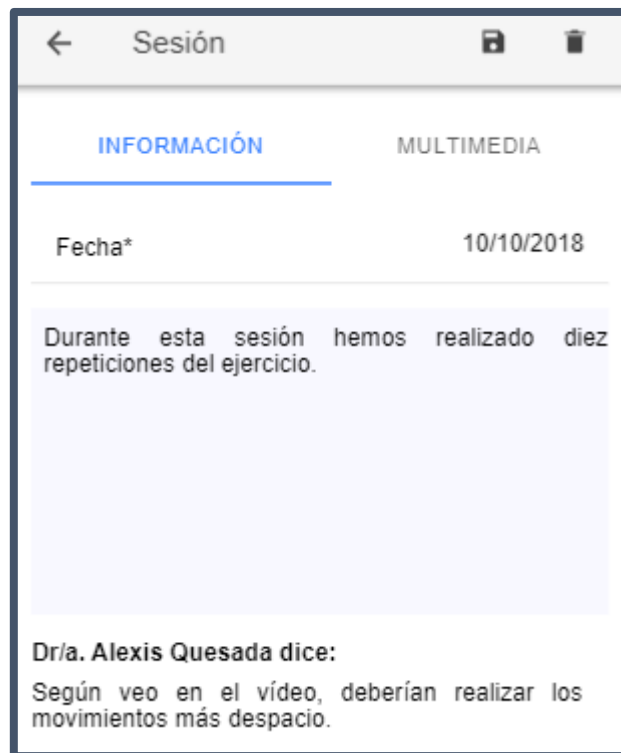 Sesión
INFORMACIÓN MULTIMEDIA
Fecha* 10/10/2018
Durante esta sesión hemos realizado diez
repeticiones del ejercicio.
Dr/a. Alexis Quesada dice:
Según veo en el vídeo, deberían realizar los
movimientos más despacio.